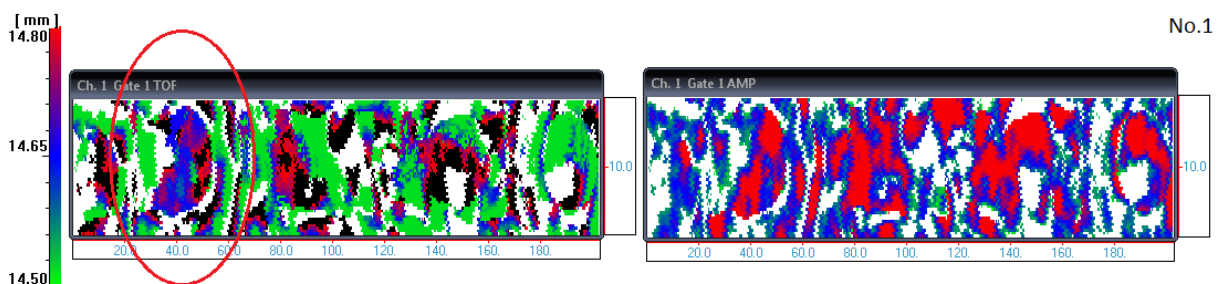 [ mm ]
14.80
14.65
14.50
Ch. 1 Gate 1 TOF
10.0
20.0 40.0 60.0 80.0 100. 120. 140. 160. 180.
No.1
Ch. 1 Gate 1 AMP
10.0
20.0 40.0 60.0 80.0 100. 120. 140. 160. 180.